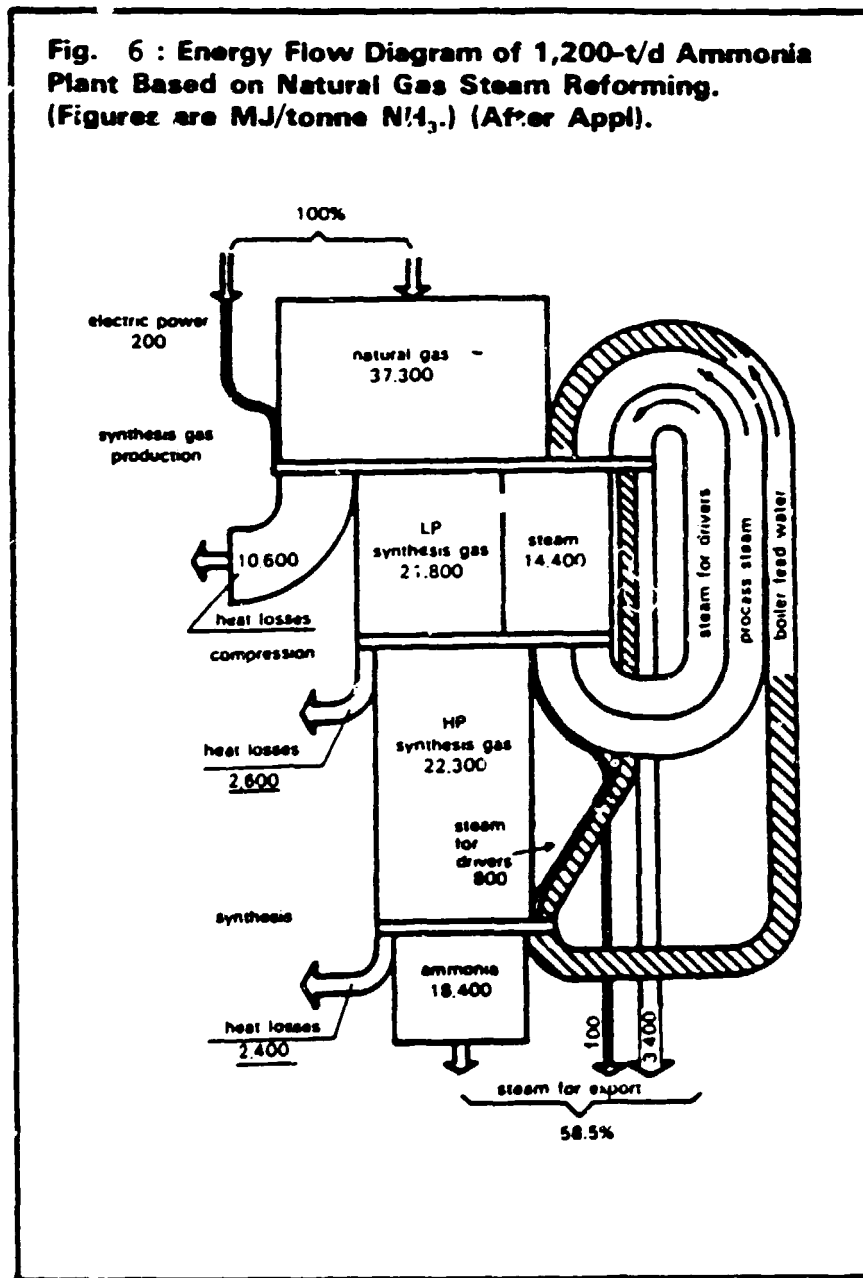 Fig. 6 : Energy Flow Diagram of 1,200-t/d Ammonia
Plant Based on Natural Gas Steam Reforming.
(Figures are MJ/tonne NH₃.) (After Appl).
100%
electric power
200
natural gas
37.300
synthesis gas
production
LP
synthesis gas
21.800
steam
14.400
10.600
heat losses
steam for drivers
process steam
boiler feed water
compression
HP
synthesis gas
22.300
heat losses
2.600
steam
for
drivers
800
synthesis
ammonia
18.400
heat losses
2.400
100
3.400
steam for export
58.5%